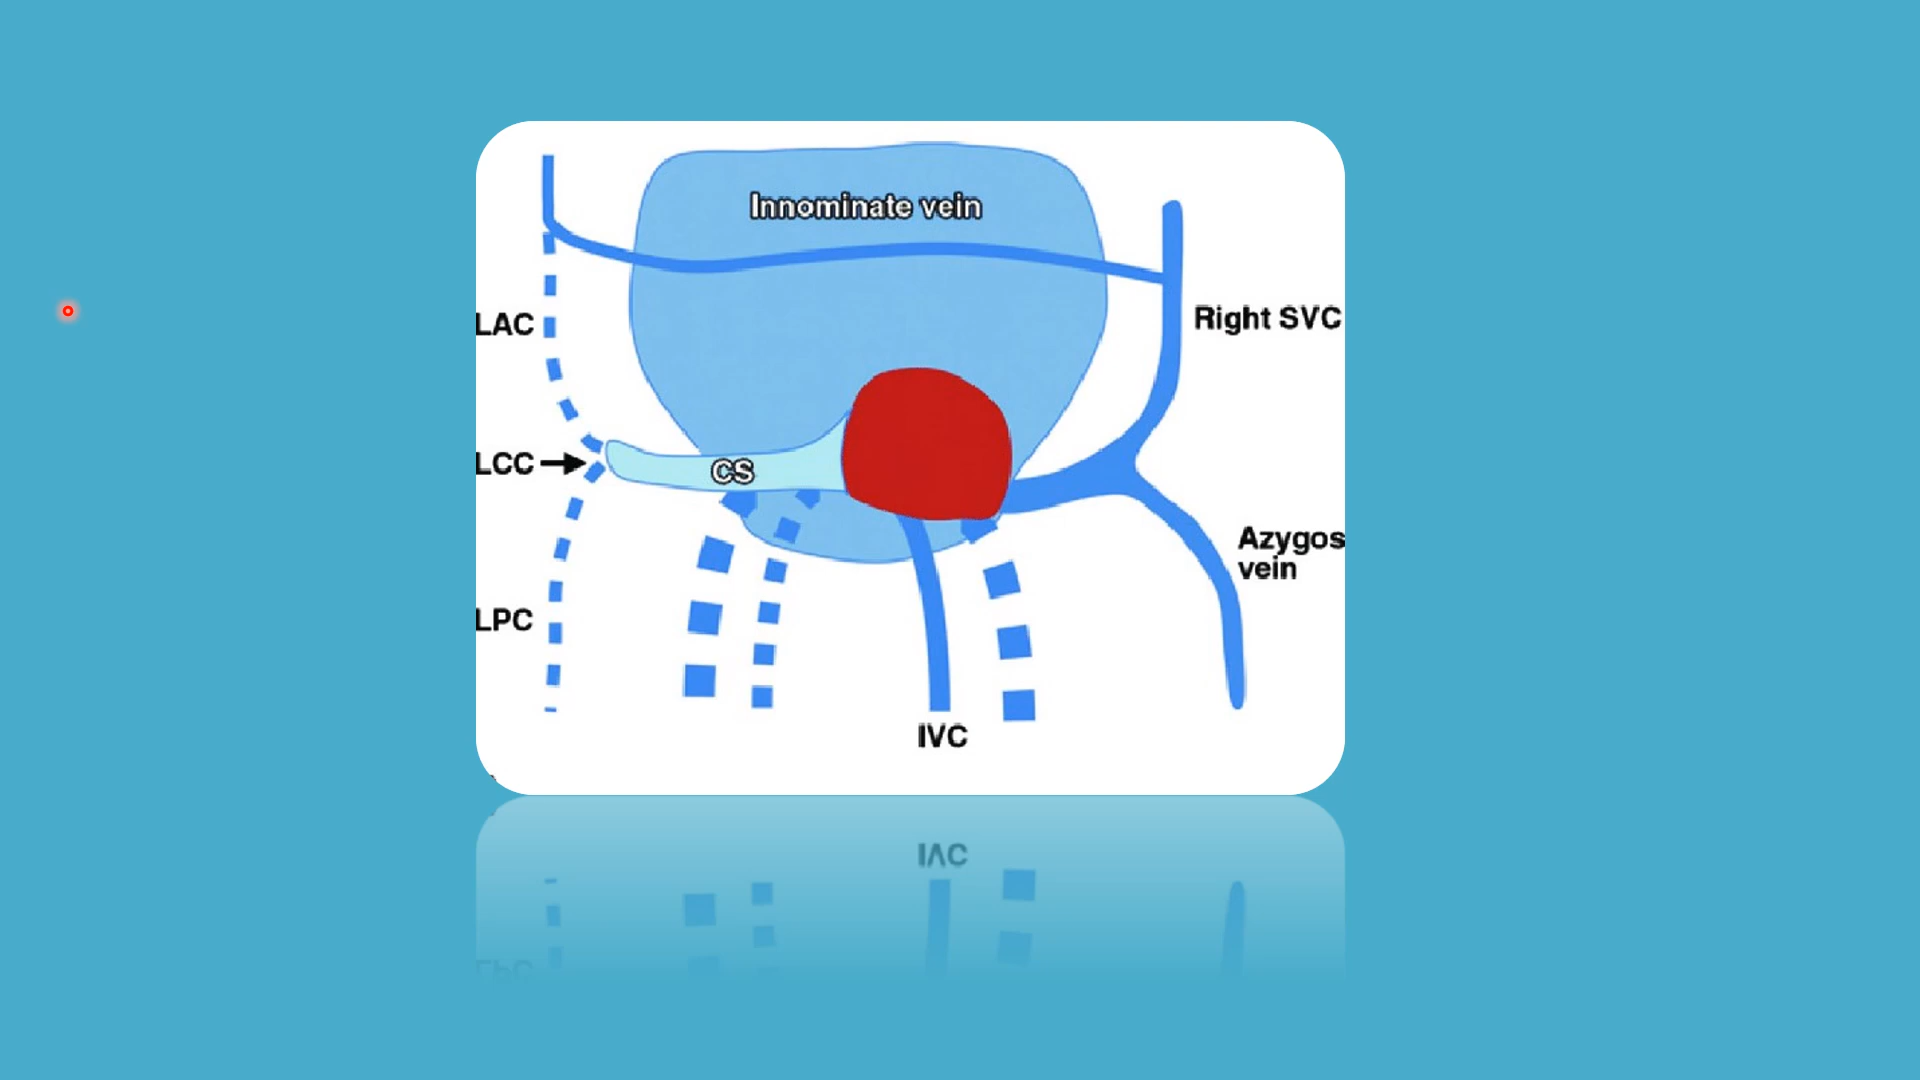 Innominate vein
LAC
Right SVC
LCC
CS
Azygos
vein
LPC
IVC